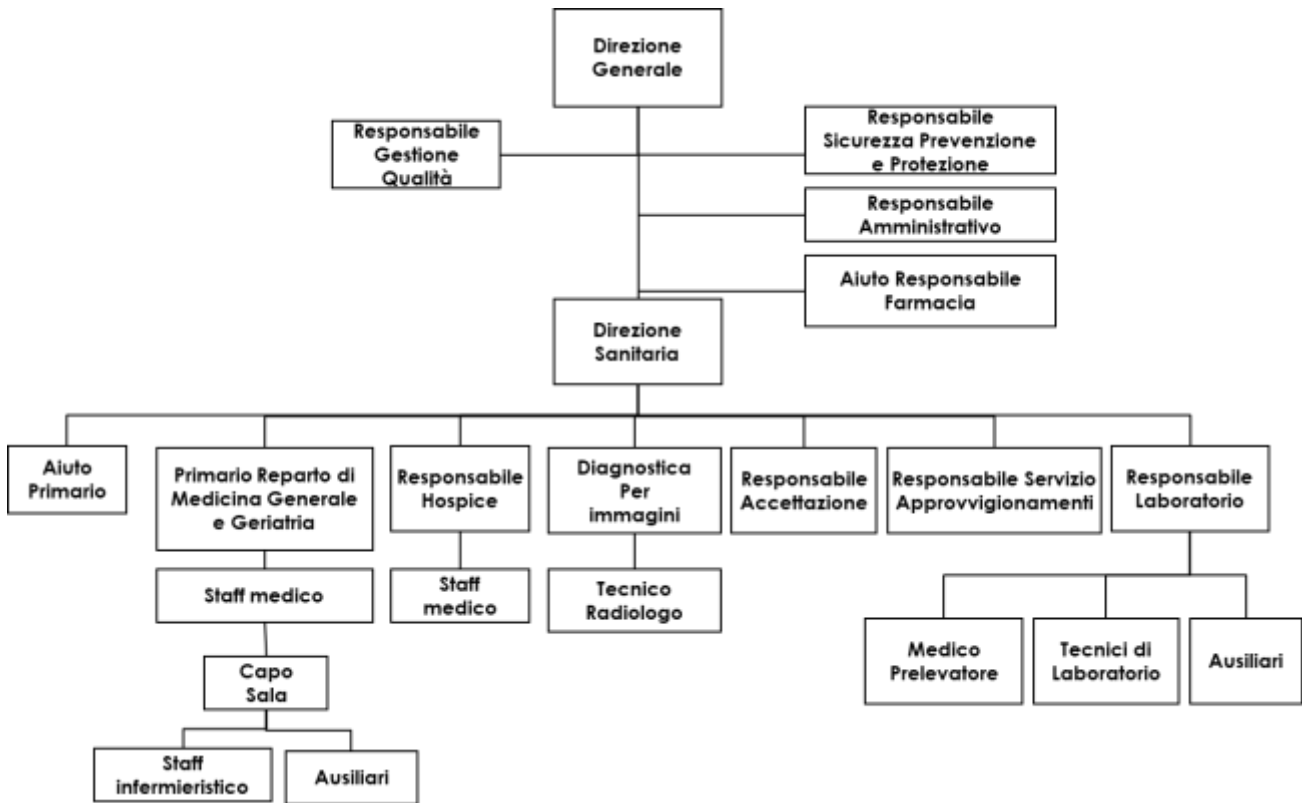 Direzione
Generale
Responsabile
Gestione
Qualità
Responsabile
Sicurezza Prevenzione
e Protezione
Responsabile
Amministrativo
Aiuto Responsabile
Farmacia
Direzione
Sanitaria
Aiuto
Primario
Primario Reparto di
Medicina Generale
e Geriatria
Responsabile
Hospice
Diagnostica
Per
immagini
Responsabile
Accettazione
Responsabile Servizio
Approvvigionamenti
Responsabile
Laboratorio
Staff medico
Staff
medico
Tecnico
Radiologo
Medico
Prelevatore
Tecnici di
Laboratorio
Ausiliari
Capo
Sala
Staff
infermieristico
Ausiliari